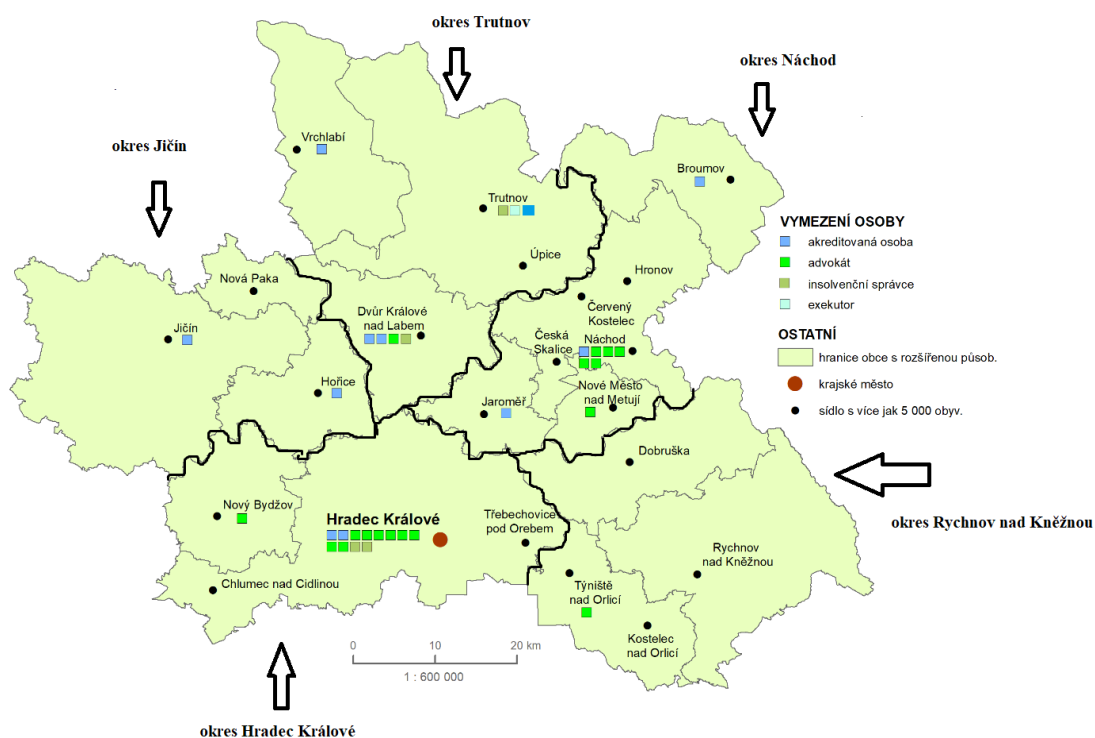 okres Trutnov
okres Náchod
okres Jičín
Vrchlabí
Broumov
Trutnov
VYMEZENÍ OSOBY
akreditovaná osoba
advokát
insolvenční správce
exekutor
OSTATNÍ
hranice obce s rozšířenou působ.
krajské město
sídlo s více jak 5 000 obyv.
Úpice
Hronov
Nová Paka
Červený
Kostelec
Dvůr Králové
nad Labem
Jičín
Česká
Skalice
Náchod
Hořice
Jaroměř
Nové Město
nad Metují
Dobruška
okres Rychnov nad Kněžnou
Nový Bydžov
Hradec Králové
Třebechovice
pod Orebem
Rychnov
nad Kněžnou
Chlumec nad Cidlinou
Týniště
nad Orlicí
Kostelec
nad Orlicí
0 10 20 km
1 : 600 000
okres Hradec Králové